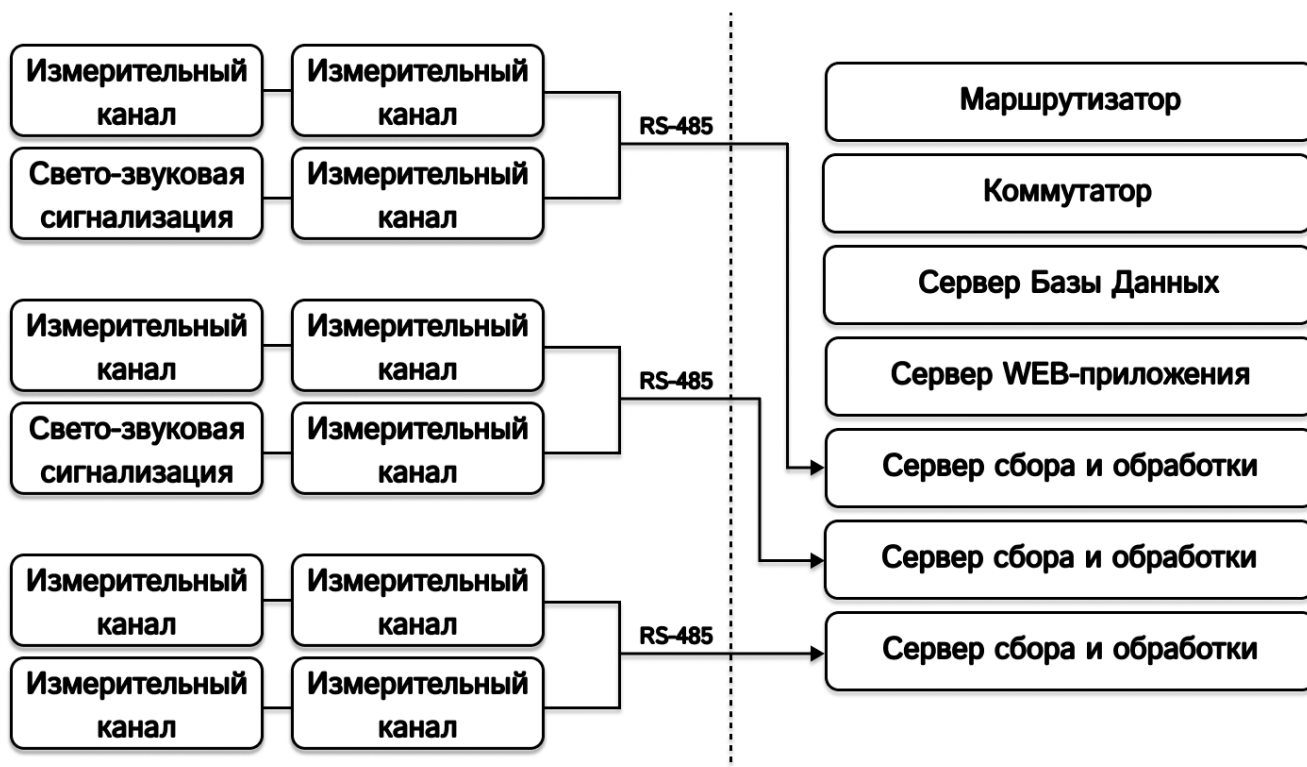 Измерительный
канал
Измерительный
канал
Свето-звуковая
сигнализация
Измерительный
канал
RS-485
Измерительный
канал
Измерительный
канал
Свето-звуковая
сигнализация
Измерительный
канал
RS-485
Измерительный
канал
Измерительный
канал
Измерительный
канал
Измерительный
канал
RS-485
Маршрутизатор
Коммутатор
Сервер Базы Данных
Сервер WEB-приложения
Сервер сбора и обработки
Сервер сбора и обработки
Сервер сбора и обработки